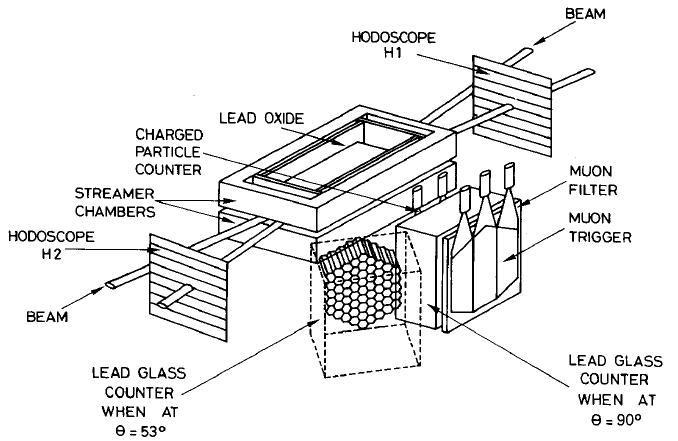 BEAM
HODOSCOPE
H1
LEAD OXIDE
CHARGED
PARTICLE
COUNTER
STREAMER
CHAMBERS
HODOSCOPE
H2
BEAM
MUON
FILTER
MUON
TRIGGER
LEAD GLASS
COUNTER
WHEN AT
θ = 53°
LEAD GLASS
COUNTER
WHEN AT
θ = 90°